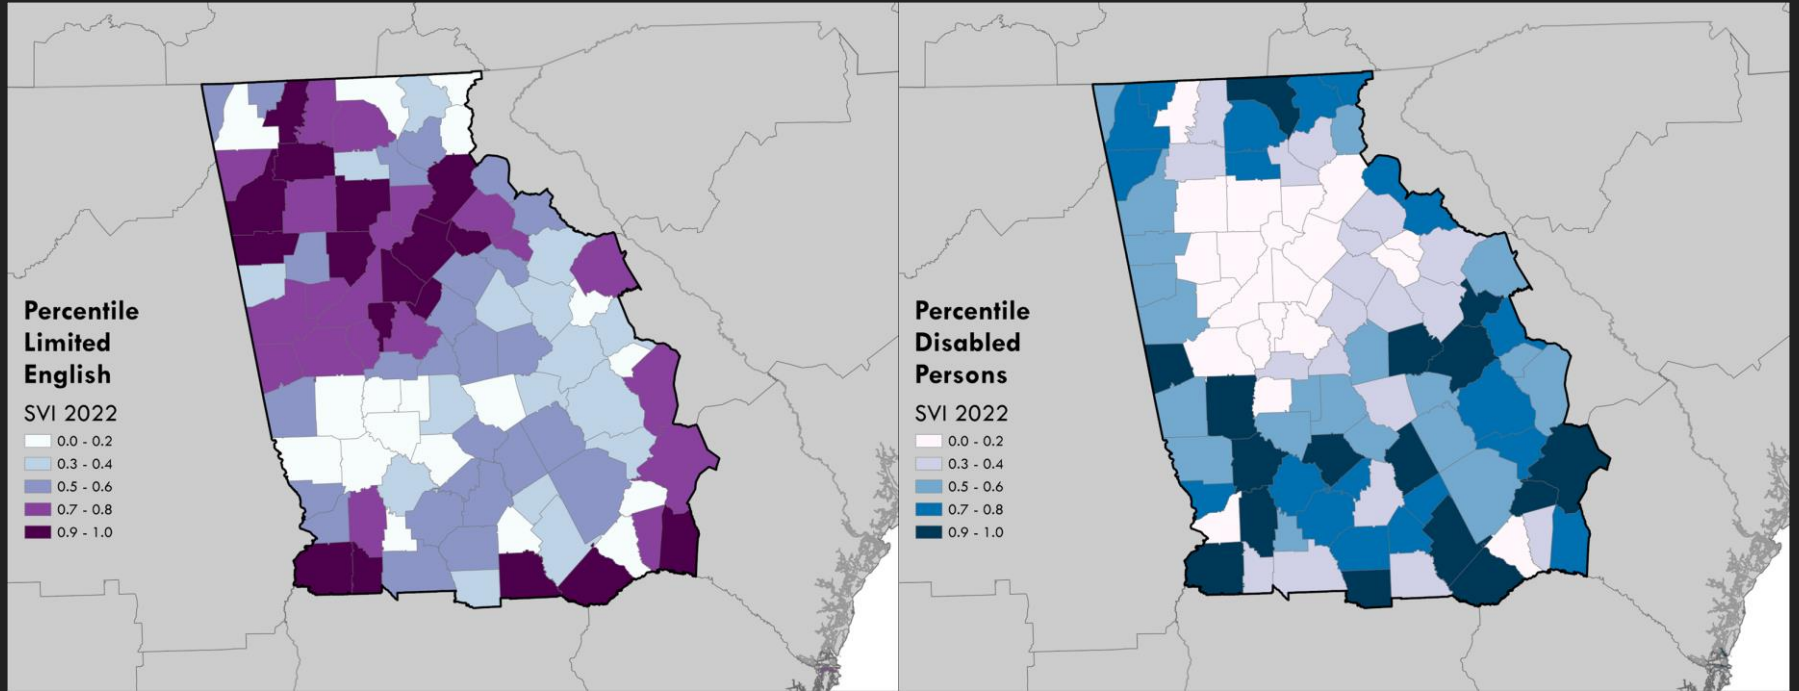 Percentile
Limited
English
SVI 2022
0.0 - 0.2
0.3 - 0.4
0.5 - 0.6
0.7 - 0.8
0.9 - 1.0
Percentile
Disabled
Persons
SVI 2022
0.0 - 0.2
0.3 - 0.4
0.5 - 0.6
0.7 - 0.8
0.9 - 1.0